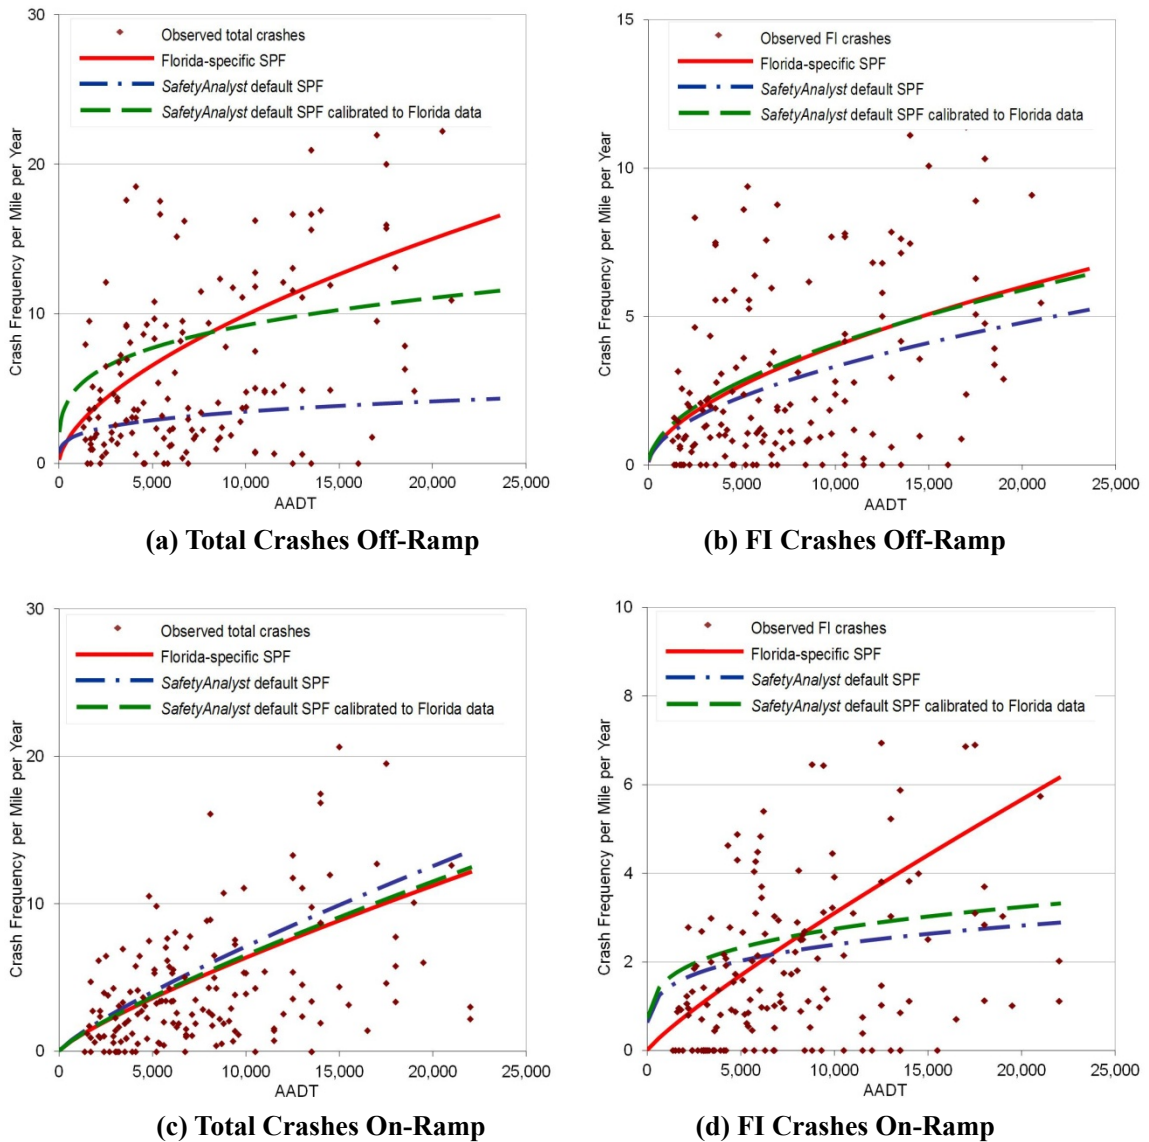 30
20
10
0
Crash Frequency per Mile per Year
Observed total crashes
Florida-specific SPF
SafetyAnalyst default SPF
SafetyAnalyst default SPF calibrated to Florida data
0 5,000 10,000 15,000 20,000 25,000
AADT
(a) Total Crashes Off-Ramp
15
10
5
0
Crash Frequency per Mile per Year
Observed FI crashes
Florida-specific SPF
SafetyAnalyst default SPF
SafetyAnalyst default SPF calibrated to Florida data
0 5,000 10,000 15,000 20,000 25,000
AADT
(b) FI Crashes Off-Ramp
30
20
10
0
Crash Frequency per Mile per Year
Observed total crashes
Florida-specific SPF
SafetyAnalyst default SPF
SafetyAnalyst default SPF calibrated to Florida data
0 5,000 10,000 15,000 20,000 25,000
AADT
(c) Total Crashes On-Ramp
10
8
6
4
2
0
Crash Frequency per Mile per Year
Observed FI crashes
Florida-specific SPF
SafetyAnalyst default SPF
SafetyAnalyst default SPF calibrated to Florida data
0 5,000 10,000 15,000 20,000 25,000
AADT
(d) FI Crashes On-Ramp